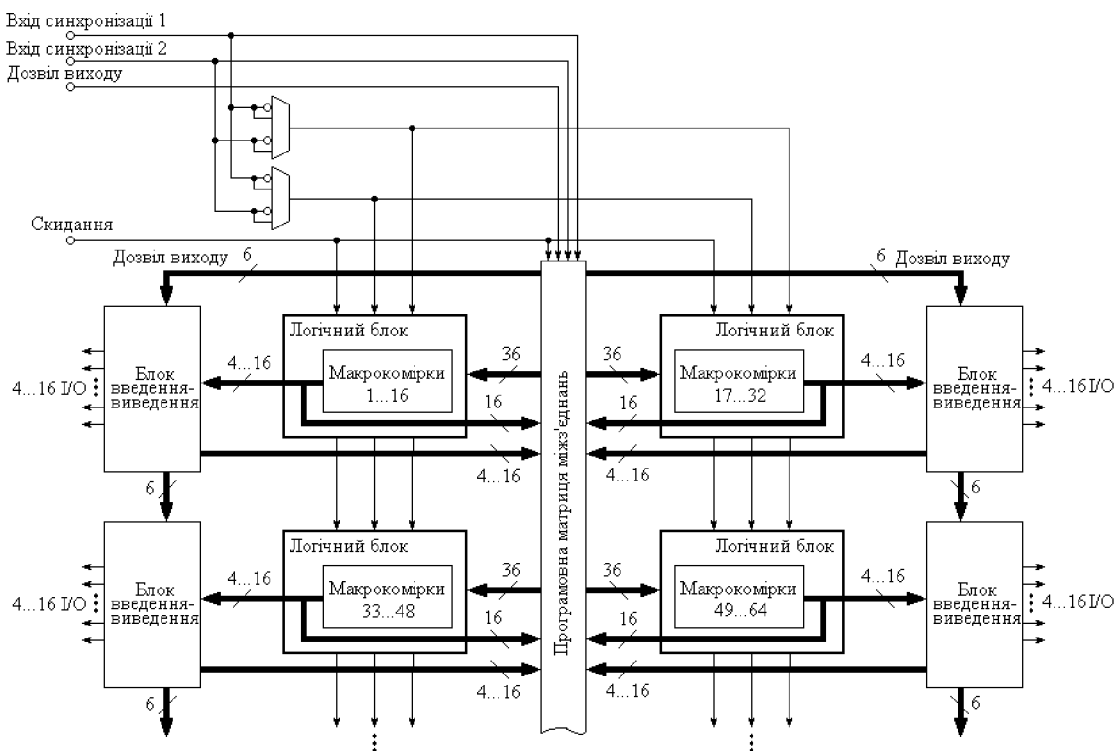 Вхід синхронізації 1
Вхід синхронізації 2
Дозвіл виходу
Скидання
Дозвіл виходу
6
6
Дозвіл виходу
Логічний блок
Макрокомірки
1...16
Логічний блок
Макрокомірки
17...32
Блок
введення-
виведення
4...16 I/O
4...16
36
16
4...16
36
16
4...16
4...16
Блок
введення-
виведення
4...16 I/O
6
6
Програмовна матриця міжз'єднань
Логічний блок
Макрокомірки
33...48
Логічний блок
Макрокомірки
49...64
Блок
введення-
виведення
4...16 I/O
4...16
36
16
4...16
36
16
4...16
4...16
Блок
введення-
виведення
4...16 I/O
6
6